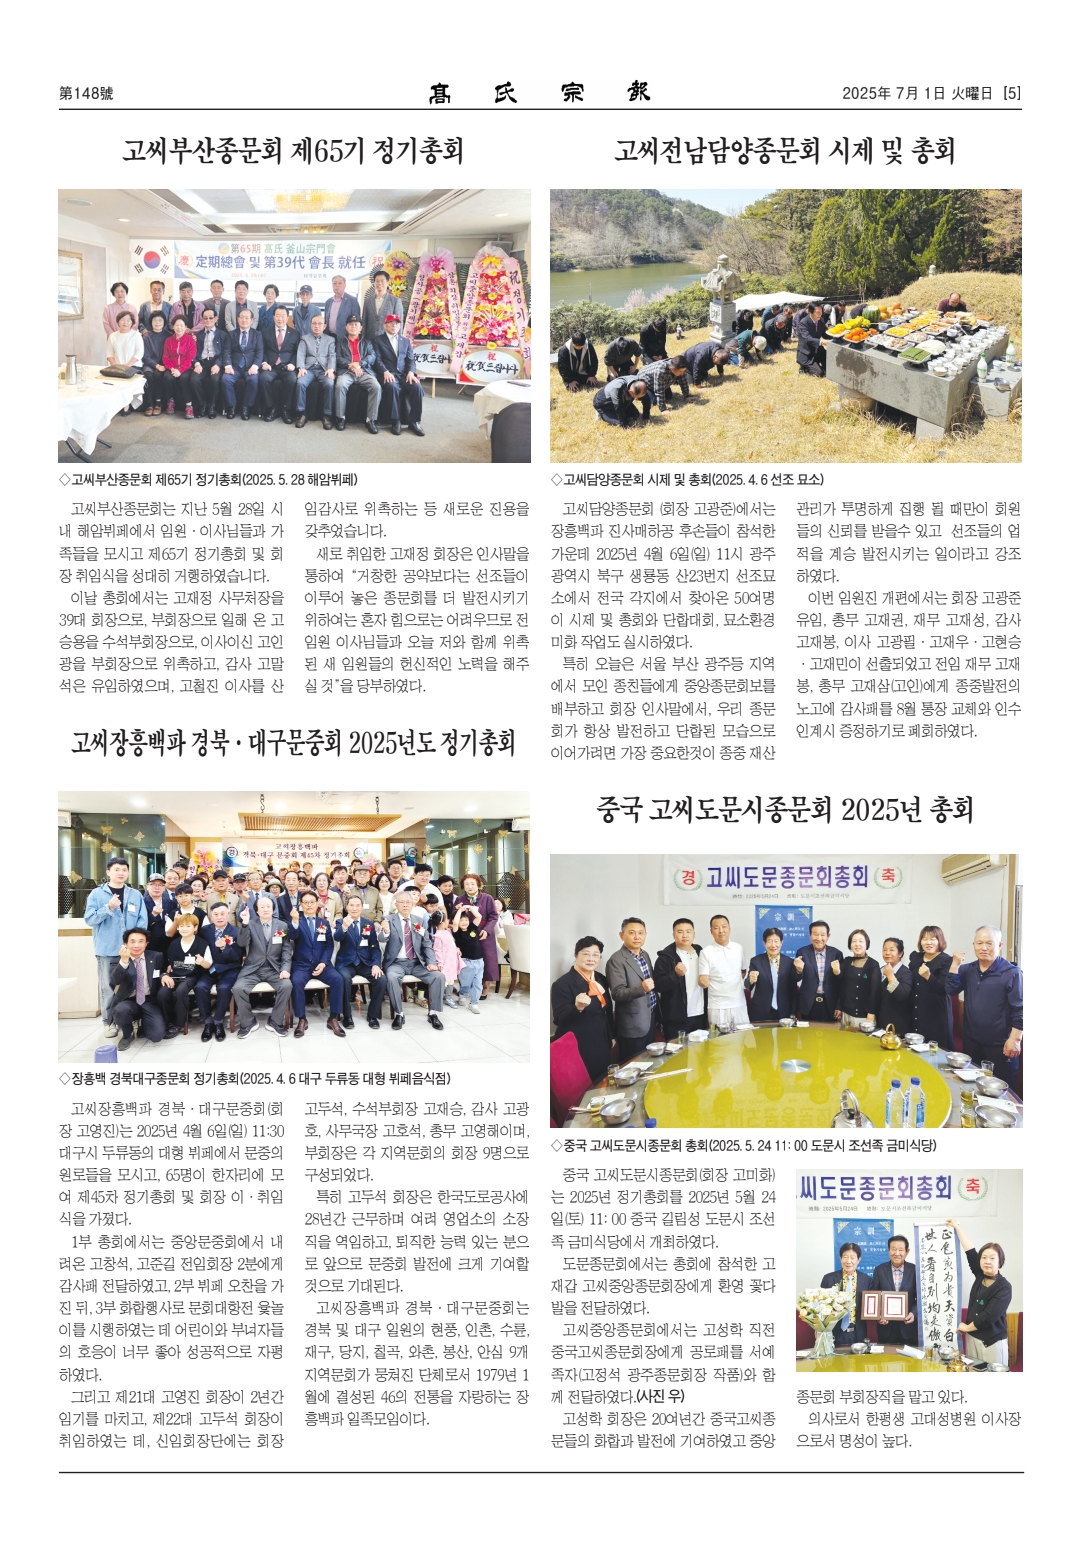 第148號
髙氏宗報
2025年 7月 1日 火曜日 [5]
고씨부산종문회 제65기 정기총회
第65期 髙氏 釜山宗門會
慶 定期總會 및 第39代 會長 就任 祝
◇고씨부산종문회 제65기 정기총회(2025. 5. 28 해암뷔페)
고씨부산종문회는 지난 5월 28일 시
내 해암뷔페에서 임원 · 이사님들과 가
족들을 모시고 제65기 정기총회 및 회
장 취임식을 성대히 거행하였습니다.
이날 총회에서는 고재정 사무처장을
39대 회장으로, 부회장으로 일해 온 고
승용을 수석부회장으로, 이사이신 고인
광을 부회장으로 위촉하고, 감사 고말
석은 유임하였으며, 고철진 이사를 신
임감사로 위촉하는 등 새로운 진용을
갖추었습니다.
새로 취임한 고재정 회장은 인사말을
통하여 “거창한 공약보다는 선조들이
이루어 놓은 종문회를 더 발전시키기
위하여는 혼자 힘으로는 어려우므로 전
임원 이사님들과 오늘 저와 함께 위촉
된 새 임원들의 헌신적인 노력을 해주
실 것”을 당부하였다.
고씨전남담양종문회 시제 및 총회
◇고씨담양종문회 시제 및 총회(2025. 4. 6 선조 묘소)
고씨담양종문회 (회장 고광준)에서는
장흥백파 진사매하공 후손들이 참석한
가운데 2025년 4월 6일(일) 11시 광주
광역시 북구 생룡동 산23번지 선조묘
소에서 전국 각지에서 찾아온 50여명
이 시제 및 총회와 단합대회, 묘소환경
미화 작업도 실시하였다.
특히 오늘은 서울 부산 광주등 지역
에서 모인 종친들에게 중앙종문회보를
배부하고 회장 인사말에서, 우리 종문
회가 항상 발전하고 단합된 모습으로
이어가려면 가장 중요한것이 종중 재산
관리가 투명하게 집행 될 때만이 회원
들의 신뢰를 받을수 있고 선조들의 업
적을 계승 발전시키는 일이라고 강조
하였다.
이번 임원진 개편에서는 회장 고광준
유임, 총무 고재권, 재무 고재성, 감사
고재봉, 이사 고광필 · 고재우 · 고현승
· 고재민이 선출되었고 전임 재무 고재
봉, 총무 고재삼(고인)에게 종중발전의
노고에 감사패를 8월 통장 교체와 인수
인계시 증정하기로 폐회하였다.
고씨장흥백파 경북 · 대구문중회 2025년도 정기총회
고씨장흥백파
경북·대구 문중회 제45차 정기총회
◇장흥백 경북대구종문회 정기총회(2025. 4. 6 대구 두류동 대형 뷔페음식점)
고씨장흥백파 경북 · 대구문중회(회
장 고영진)는 2025년 4월 6일(일) 11:30
대구시 두류동의 대형 뷔페에서 문중의
원로들을 모시고, 65명이 한자리에 모
여 제45차 정기총회 및 회장 이 · 취임
식을 가졌다.
1부 총회에서는 중앙문중회에서 내
려온 고창석, 고준길 전임회장 2분에게
감사패 전달하였고, 2부 뷔페 오찬을 가
진 뒤, 3부 화합행사로 문회대항전 윷놀
이를 시행하였는 데 어린이와 부녀자들
의 호응이 너무 좋아 성공적으로 자평
하였다.
그리고 제21대 고영진 회장이 2년간
임기를 마치고, 제22대 고두석 회장이
취임하였는 데, 신임회장단에는 회장
고두석, 수석부회장 고재승, 감사 고광
호, 사무국장 고호석, 총무 고영해이며,
부회장은 각 지역문회의 회장 9명으로
구성되었다.
특히 고두석 회장은 한국도로공사에
28년간 근무하며 여려 영업소의 소장
직을 역임하고, 퇴직한 능력 있는 분으
로 앞으로 문중회 발전에 크게 기여할
것으로 기대된다.
고씨장흥백파 경북 · 대구문중회는
경북 및 대구 일원의 현풍, 인촌, 수륜,
재구, 당지, 칠곡, 와촌, 봉산, 안심 9개
지역문회가 뭉쳐진 단체로서 1979년 1
월에 결성된 46의 전통을 자랑하는 장
흥백파 일족모임이다.
중국 고씨도문시종문회 2025년 총회
경 고씨도문종문회총회 축
宗訓
◇중국 고씨도문시종문회 총회(2025. 5. 24 11: 00 도문시 조선족 금미식당)
중국 고씨도문시종문회(회장 고미화)
는 2025년 정기총회를 2025년 5월 24
일(토) 11: 00 중국 길림성 도문시 조선
족 금미식당에서 개최하였다.
도문종문회에서는 총회에 참석한 고
재갑 고씨중앙종문회장에게 환영 꽃다
발을 전달하였다.
고씨중앙종문회에서는 고성학 직전
중국고씨종문회장에게 공로패를 서예
족자(고정석 광주종문회장 작품)와 함
께 전달하였다.(사진 우)
고성학 회장은 20여년간 중국고씨종
문들의 화합과 발전에 기여하였고 중앙
씨도문종문회총회 축
宗訓
종문회 부회장직을 맡고 있다.
의사로서 한평생 고대성병원 이사장
으로서 명성이 높다.